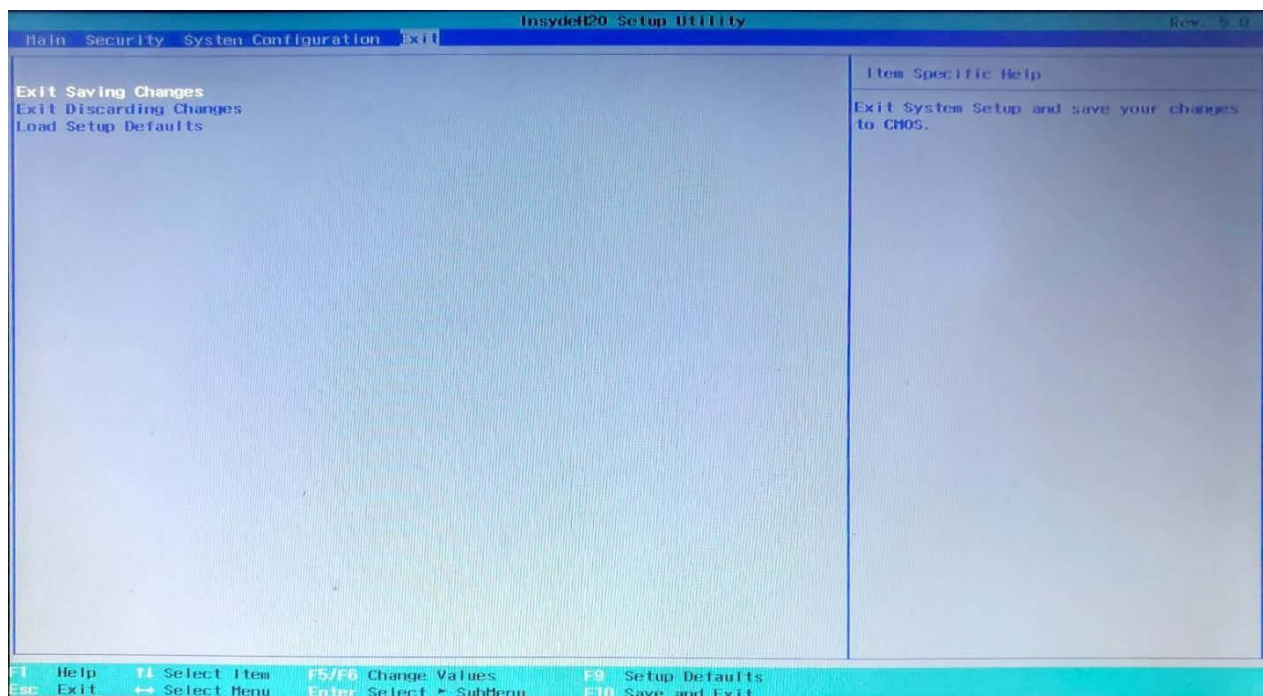 InsydeH20 Setup Utility Rev. 5.0
Main Security System Configuration Exit
Exit Saving Changes
Exit Discarding Changes
Load Setup Defaults
Item Specific Help
Exit System Setup and save your changes
to CMOS.
F1 Help ↑↓ Select Item F5/F6 Change Values F9 Setup Defaults
Esc Exit ↔ Select Menu Enter Select ► SubMenu F10 Save and Exit